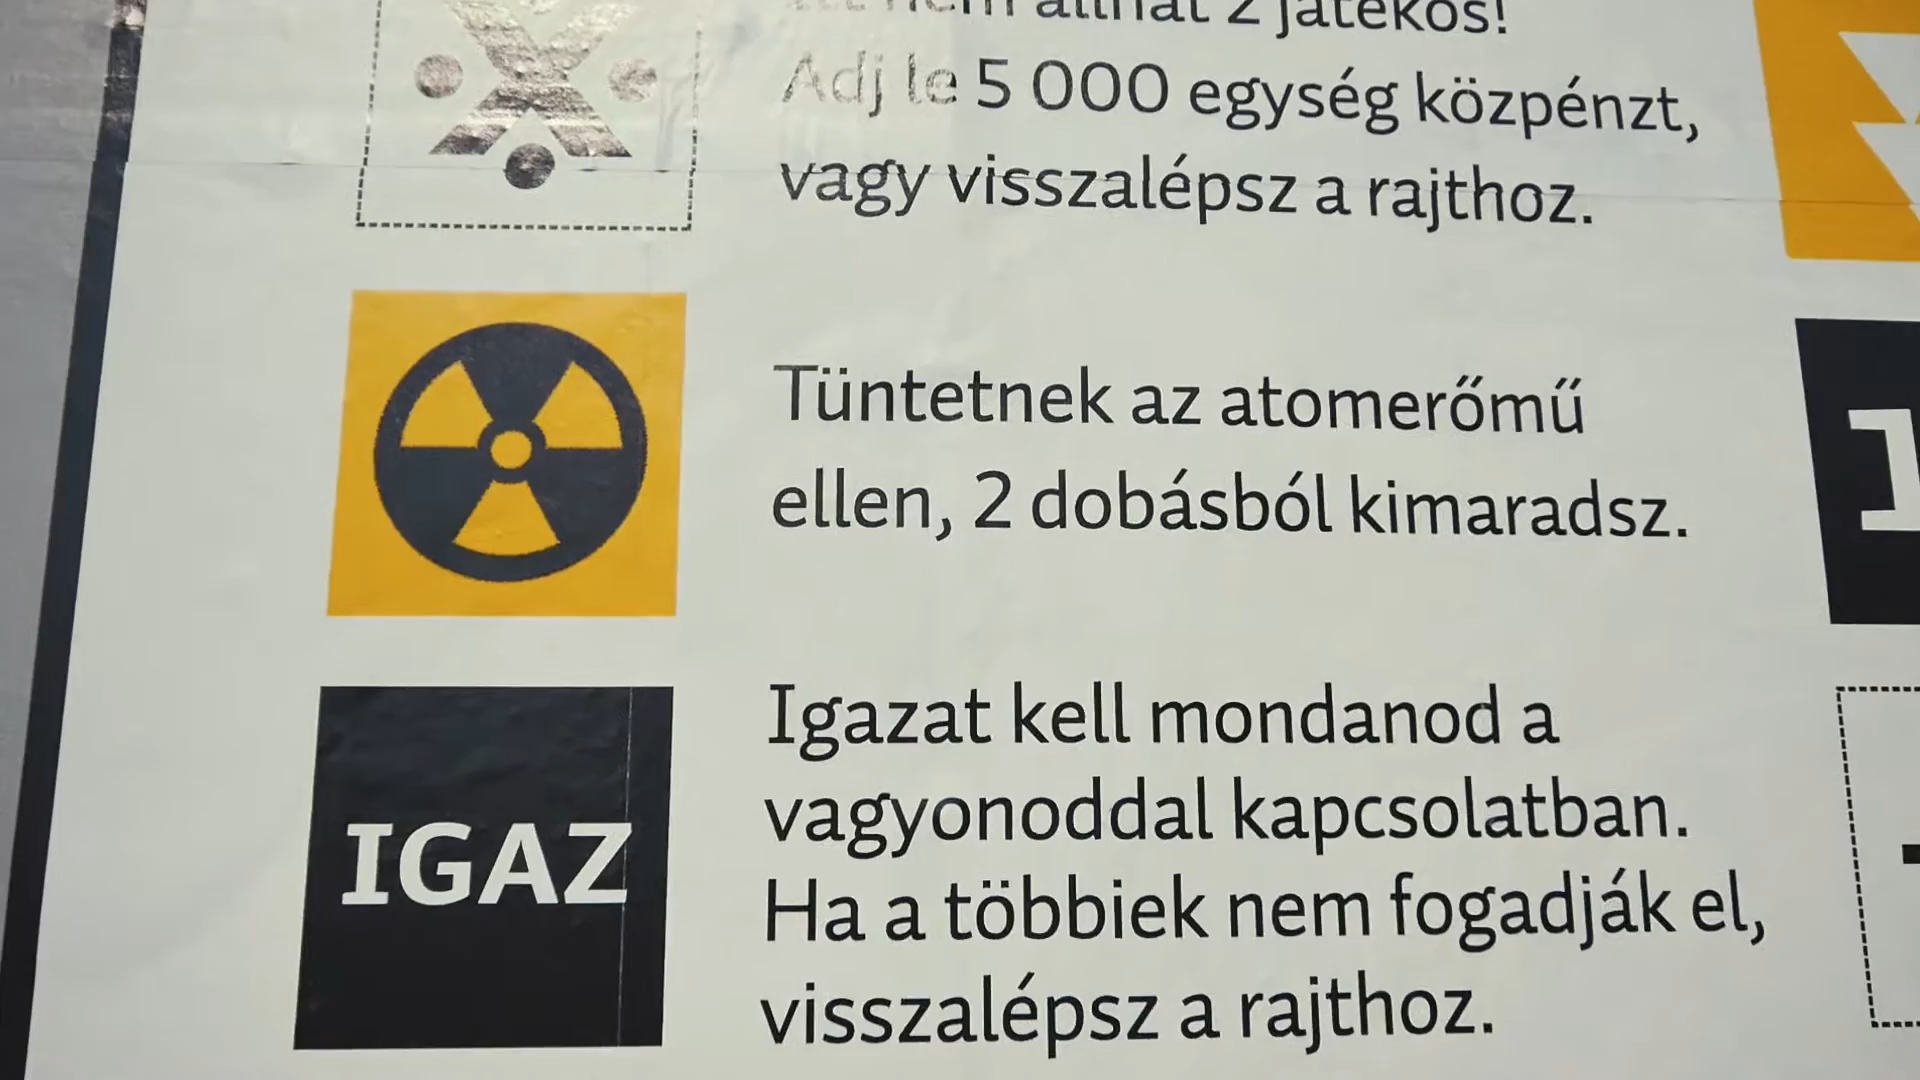 nem állhat 2 játékos!
Adj le 5 000 egység közpénzt,
vagy visszalépsz a rajthoz.
Tüntetnek az atomerőmű
ellen, 2 dobásból kimaradsz.
IGAZ
Igazat kell mondanod a
vagyonoddal kapcsolatban.
Ha a többiek nem fogadják el,
visszalépsz a rajthoz.